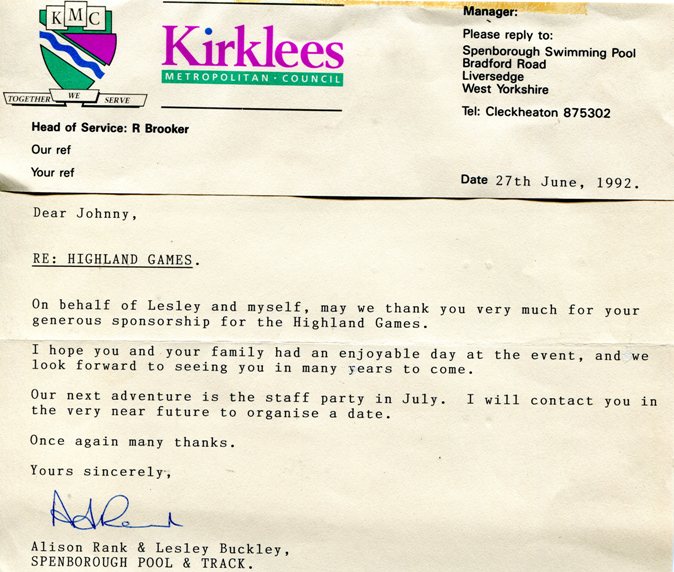 K M C
TOGETHER WE SERVE
Kirklees
METROPOLITAN · COUNCIL
Manager:
Please reply to:
Spenborough Swimming Pool
Bradford Road
Liversedge
West Yorkshire
Tel: Cleckheaton 875302
Head of Service: R Brooker
Our ref
Your ref
Date 27th June, 1992.
Dear Johnny,
RE: HIGHLAND GAMES.
On behalf of Lesley and myself, may we thank you very much for your
generous sponsorship for the Highland Games.
I hope you and your family had an enjoyable day at the event, and we
look forward to seeing you in many years to come.
Our next adventure is the staff party in July. I will contact you in
the very near future to organise a date.
Once again many thanks.
Yours sincerely,
Alison Rank & Lesley Buckley,
SPENBOROUGH POOL & TRACK.